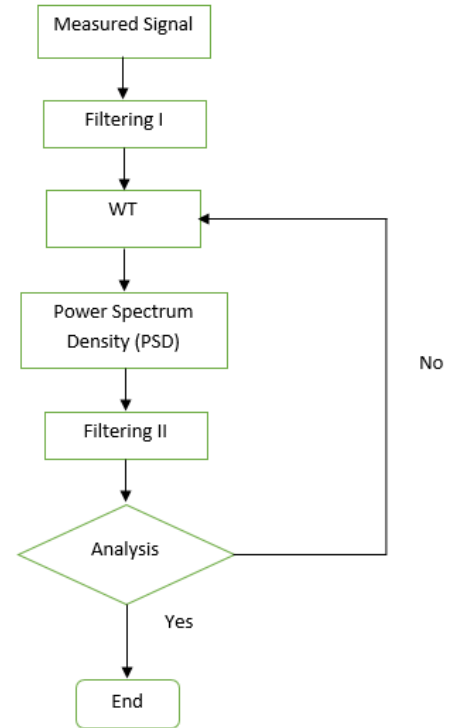 Measured Signal
Filtering I
WT
Power Spectrum
Density (PSD)
No
Filtering II
Analysis
Yes
End